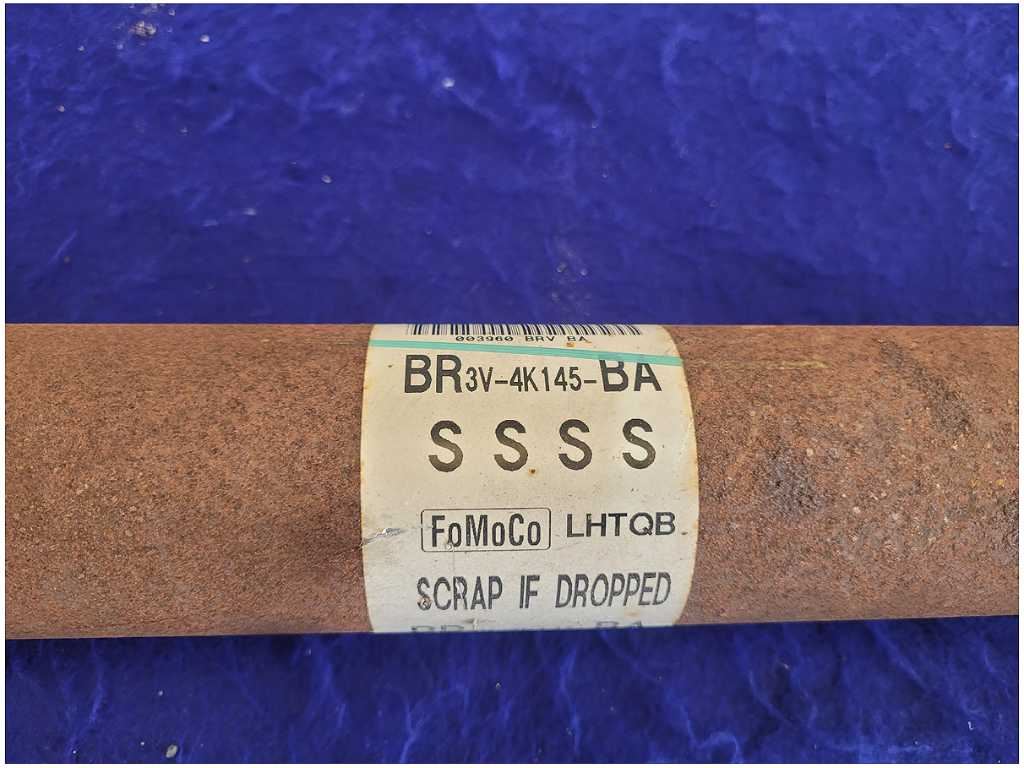 003960 BRV BA
BR3V-4K145-BA
S S S S
FoMoCo LHTQB
SCRAP IF DROPPED